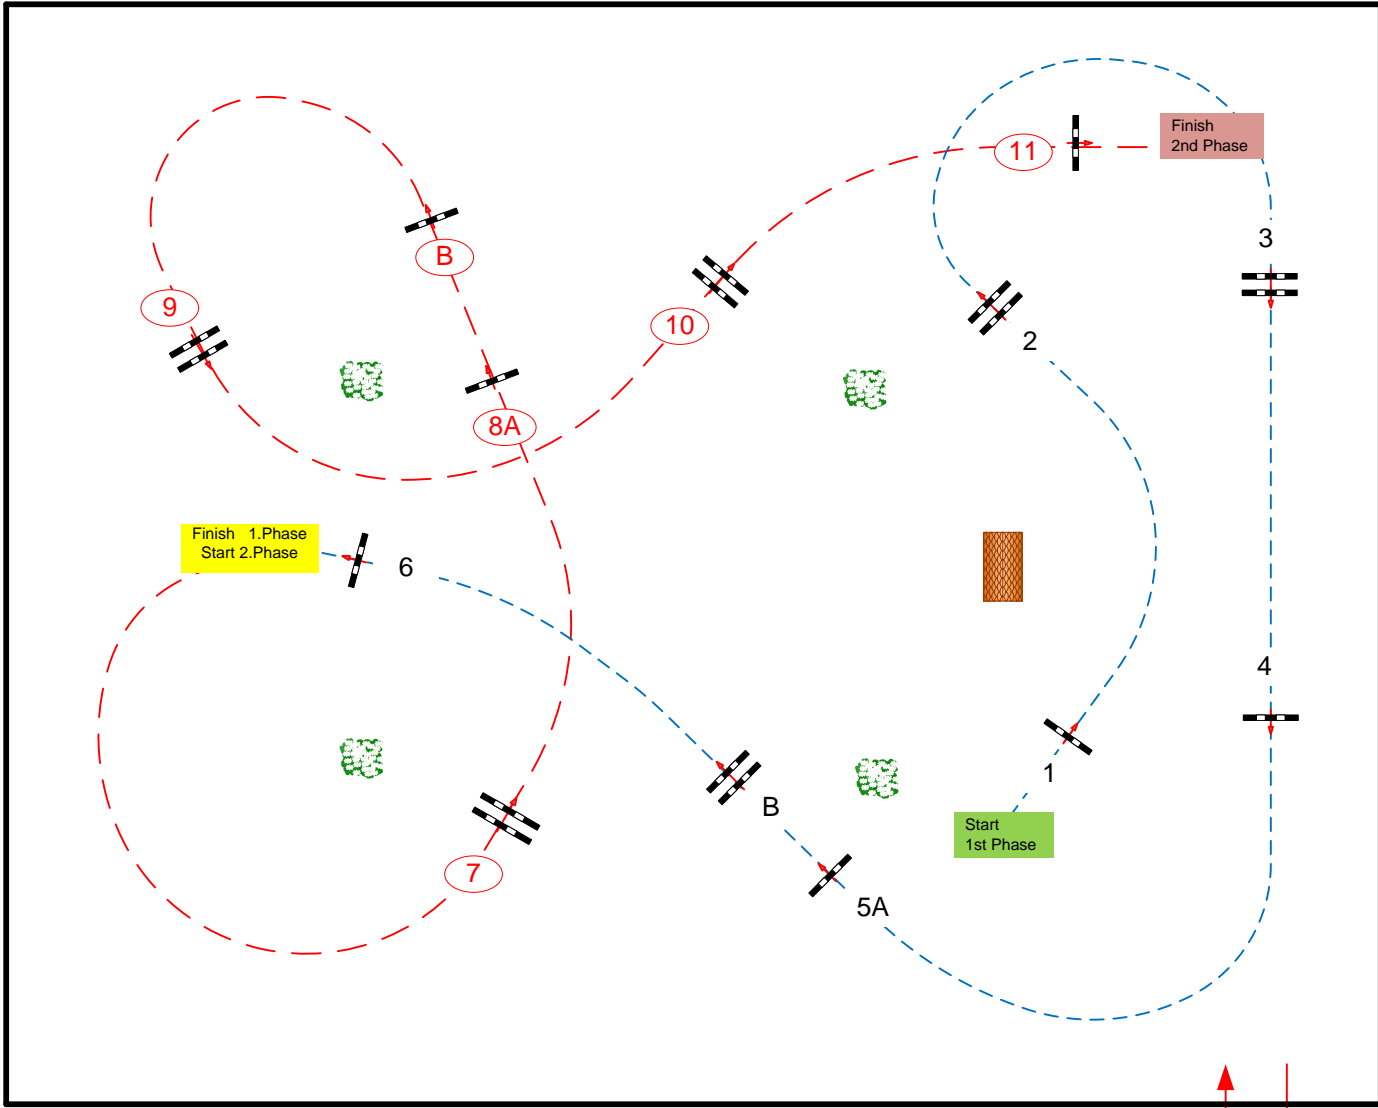 Finish
2nd Phase
11
3
B
9
10
2
8A
Finish 1.Phase
Start 2.Phase
6
4
1
B
Start
1st Phase
7
5A